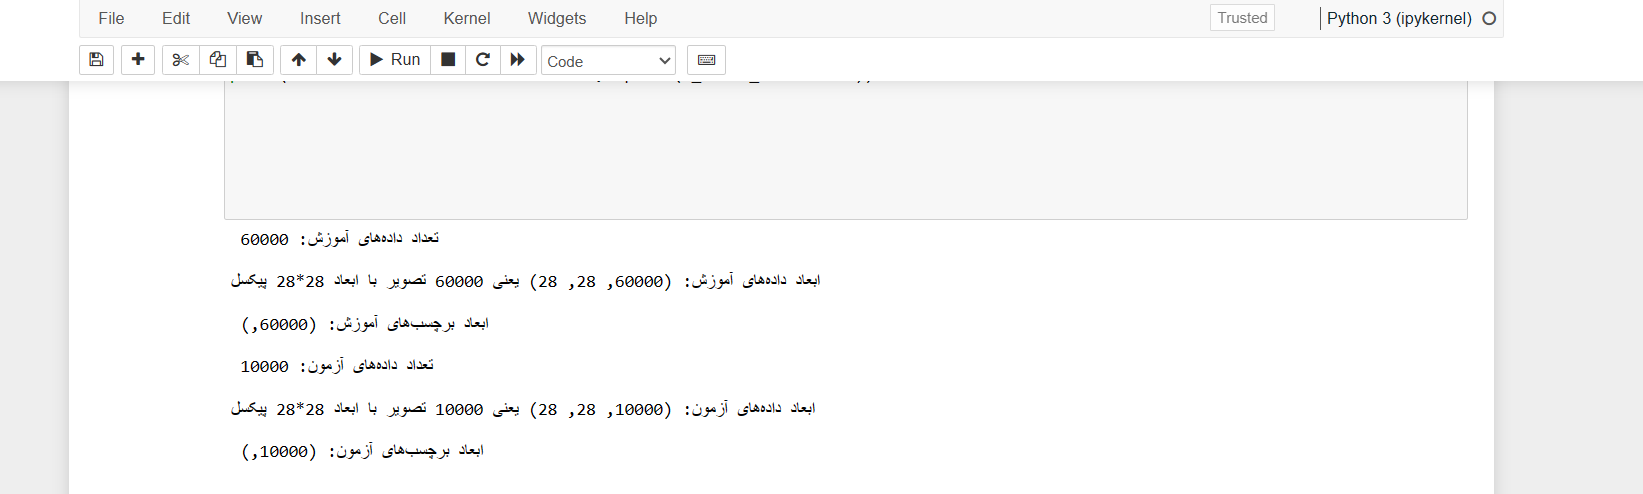 File Edit View Insert Cell Kernel Widgets Help Trusted Python 3 (ipykernel)
Run Code
تعداد داده‌های آموزش: 60000
ابعاد داده‌های آموزش: (60000, 28, 28) یعنی 60000 تصویر با ابعاد 28*28 پیکسل
ابعاد برچسب‌های آموزش: (60000,)
تعداد داده‌های آزمون: 10000
ابعاد داده‌های آزمون: (10000, 28, 28) یعنی 10000 تصویر با ابعاد 28*28 پیکسل
ابعاد برچسب‌های آزمون: (10000,)